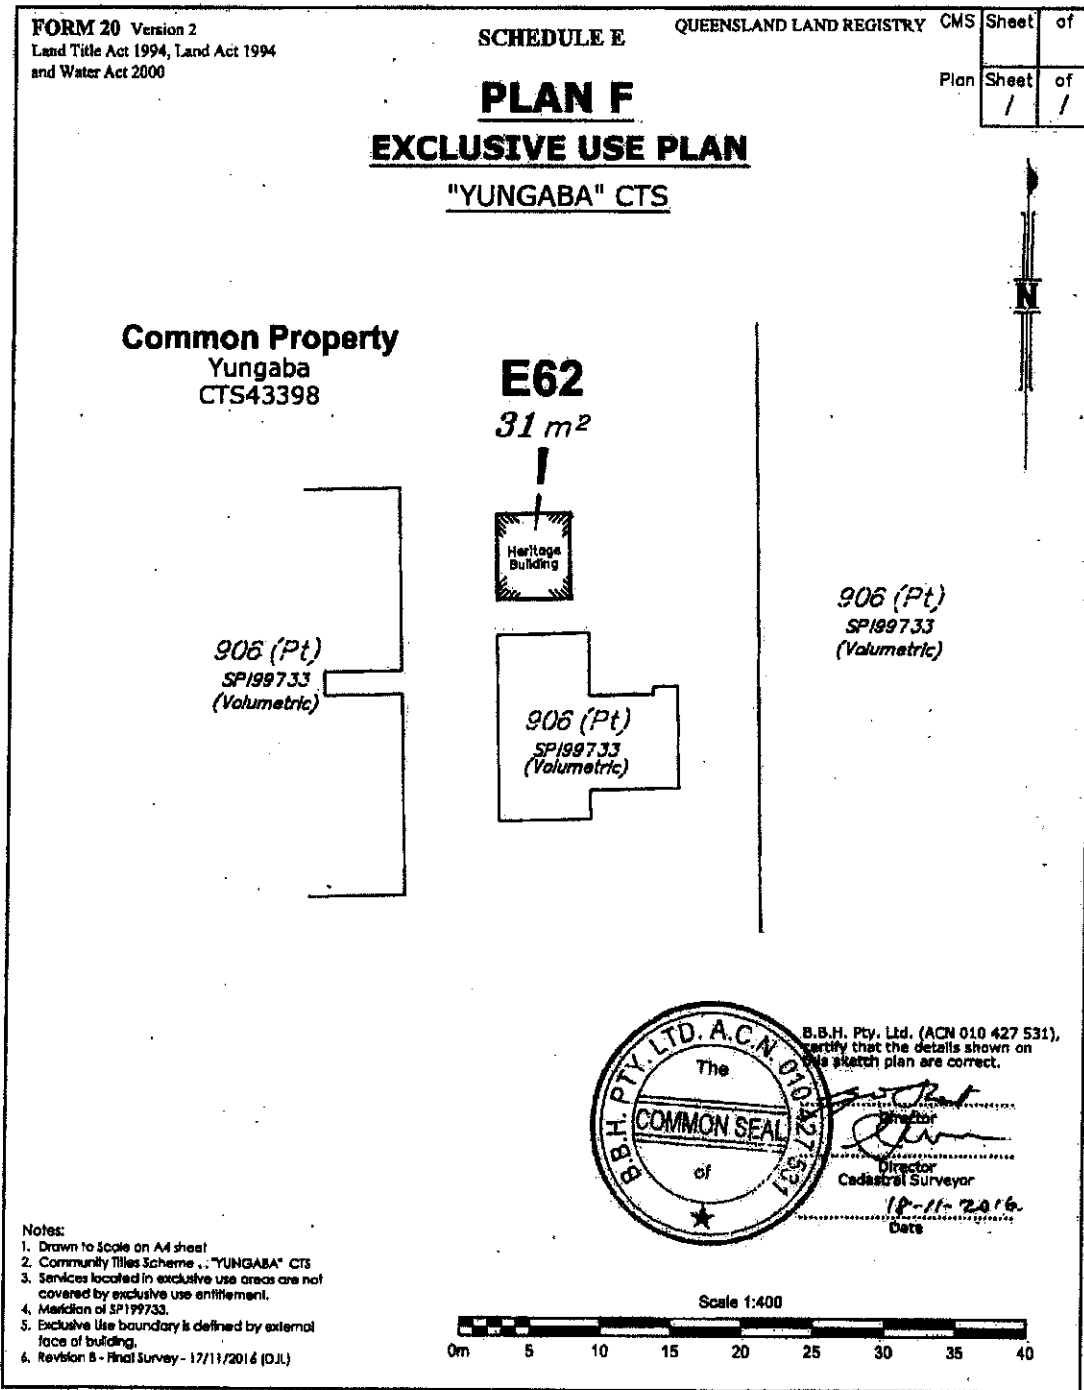 FORM 20 Version 2
Land Title Act 1994, Land Act 1994
and Water Act 2000
SCHEDULE E
QUEENSLAND LAND REGISTRY
CMS Sheet of
Plan Sheet of
1 1
PLAN F
EXCLUSIVE USE PLAN
"YUNGABA" CTS
N
Common Property
Yungaba
CTS43398
E62
31 m²
Heritage
Building
906 (Pt)
SP199733
(Volumetric)
906 (Pt)
SP199733
(Volumetric)
906 (Pt)
SP199733
(Volumetric)
B.B.H. PTY. LTD. A.C.N. 010 427 531
The
COMMON SEAL
of
B.B.H. Pty. Ltd. (ACN 010 427 531),
certify that the details shown on
this sketch plan are correct.
Director
Director
Cadastral Surveyor
18-11-2016
Date
Notes:
1. Drawn to Scale on A4 sheet
2. Community Titles Scheme .: "YUNGABA" CTS
3. Services located in exclusive use areas are not
covered by exclusive use entitlement.
4. Meridian of SP199733.
5. Exclusive Use boundary is defined by external
face of building.
6. Revision B - Final Survey - 17/11/2016 (DJL)
Scale 1:400
0m 5 10 15 20 25 30 35 40